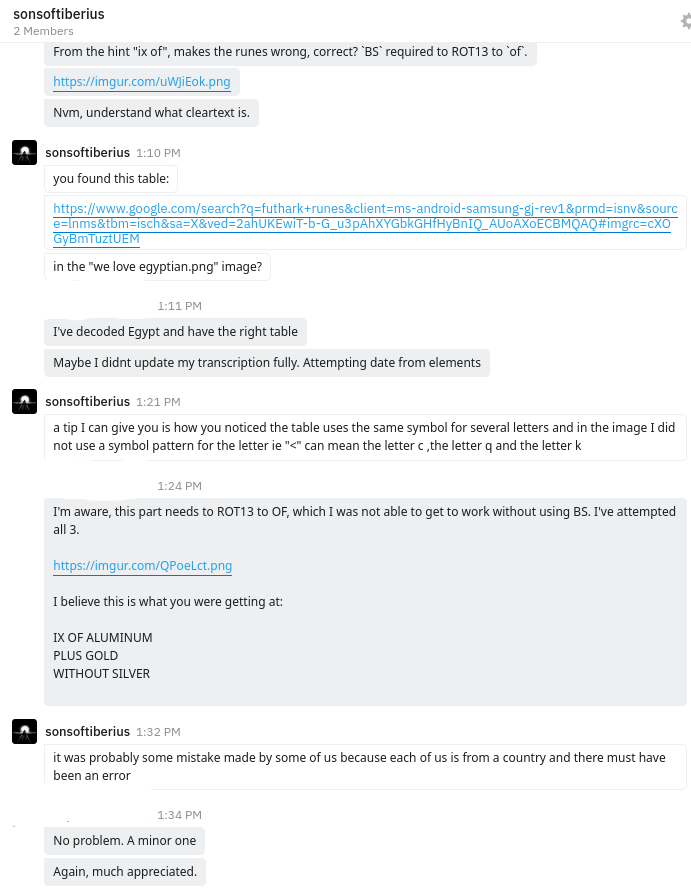 sonsoftiberius
2 Members
From the hint "ix of", makes the runes wrong, correct? `BS` required to ROT13 to `of`.
https://imgur.com/uWJiEok.png
Nvm, understand what cleartext is.
sonsoftiberius 1:10 PM
you found this table:
https://www.google.com/search?q=futhark+runes&client=ms-android-samsung-gj-rev1&prmd=isnv&sourc
e=lnms&tbm=isch&sa=X&ved=2ahUKEwiT-b-G_u3pAhXYGbkGHfHyBnIQ_AUoAXoECBMQAQ#imgrc=cXO
GyBmTuztUEM
in the "we love egyptian.png" image?
1:11 PM
I've decoded Egypt and have the right table
Maybe I didnt update my transcription fully. Attempting date from elements
sonsoftiberius 1:21 PM
a tip I can give you is how you noticed the table uses the same symbol for several letters and in the image I did
not use a symbol pattern for the letter ie "<" can mean the letter c ,the letter q and the letter k
1:24 PM
I'm aware, this part needs to ROT13 to OF, which I was not able to get to work without using BS. I've attempted
all 3.
https://imgur.com/QPoeLct.png
I believe this is what you were getting at:
IX OF ALUMINUM
PLUS GOLD
WITHOUT SILVER
sonsoftiberius 1:32 PM
it was probably some mistake made by some of us because each of us is from a country and there must have
been an error
1:34 PM
No problem. A minor one
Again, much appreciated.